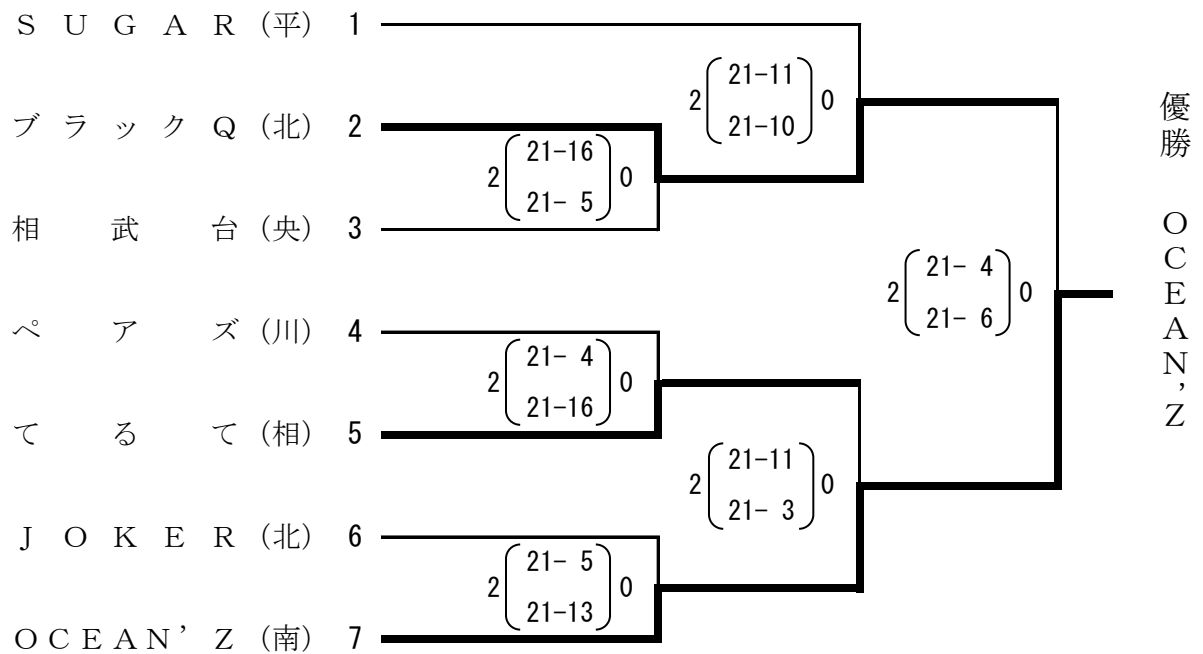 ＳＵＧＡＲ（平） 1
2 21-11 0
21-10
ブラックＱ（北） 2
2 21-16 0
21- 5
相武台（央） 3
2 21- 4 0
21- 6
ペアズ（川） 4
2 21- 4 0
21-16
てるて（相） 5
2 21-11 0
21- 3
ＪＯＫＥＲ（北） 6
2 21- 5 0
21-13
ＯＣＥＡＮ’Ｚ（南） 7
優勝　ＯＣＥＡＮ’Ｚ